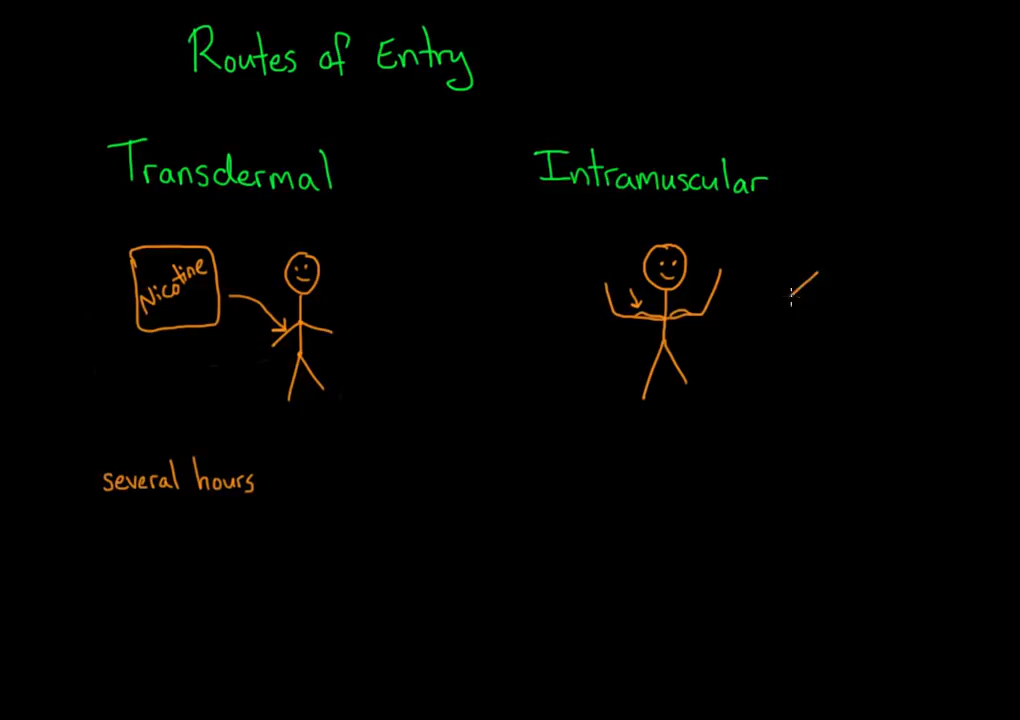 Routes of Entry
Transdermal
Intramuscular
Nicotine
several hours